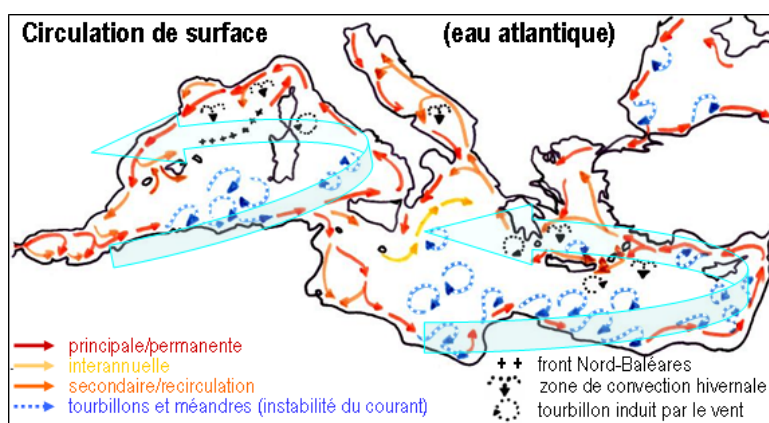 Circulation de surface (eau atlantique)
principale/permanente
interannuelle
secondaire/recirculation
tourbillons et méandres (instabilité du courant)
front Nord-Baléares
zone de convection hivernale
tourbillon induit par le vent